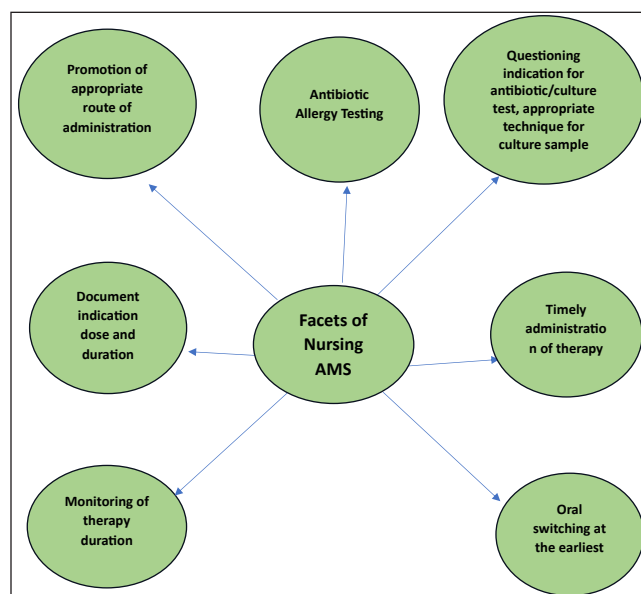 Promotion of
appropriate
route of
administration
Antibiotic
Allergy Testing
Questioning
indication for
antibiotic/culture
test, appropriate
technique for
culture sample
Document
indication
dose and
duration
Facets of
Nursing
AMS
Timely
administratio
n of therapy
Monitoring of
therapy
duration
Oral
switching at
the earliest